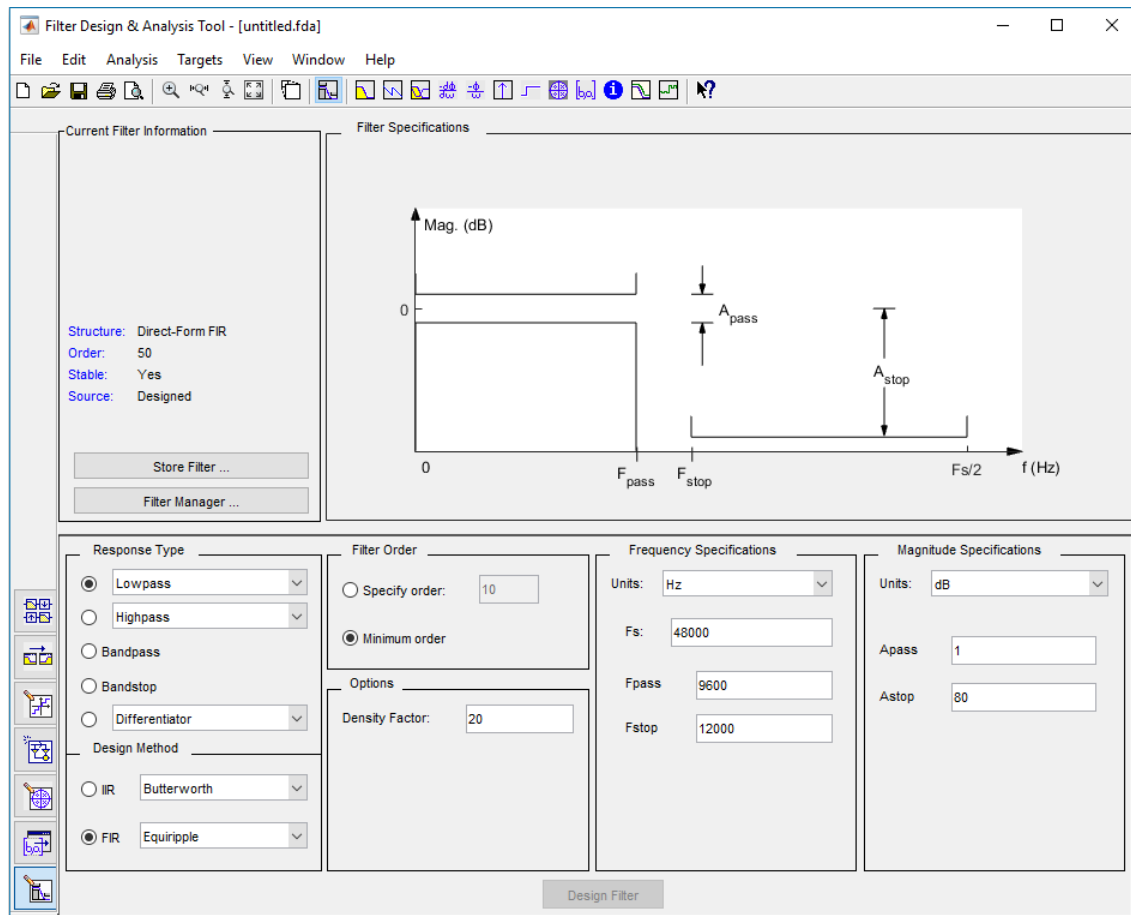 Filter Design & Analysis Tool - [untitled.fda]
File Edit Analysis Targets View Window Help
Current Filter Information
Structure: Direct-Form FIR
Order: 50
Stable: Yes
Source: Designed
Store Filter ...
Filter Manager ...
Filter Specifications
Mag. (dB)
0
A pass
A stop
0 F pass F stop Fs/2 f (Hz)
Response Type
Lowpass
Highpass
Bandpass
Bandstop
Differentiator
Design Method
IIR Butterworth
FIR Equiripple
Filter Order
Specify order: 10
Minimum order
Options
Density Factor: 20
Frequency Specifications
Units: Hz
Fs: 48000
Fpass 9600
Fstop 12000
Magnitude Specifications
Units: dB
Apass 1
Astop 80
Design Filter